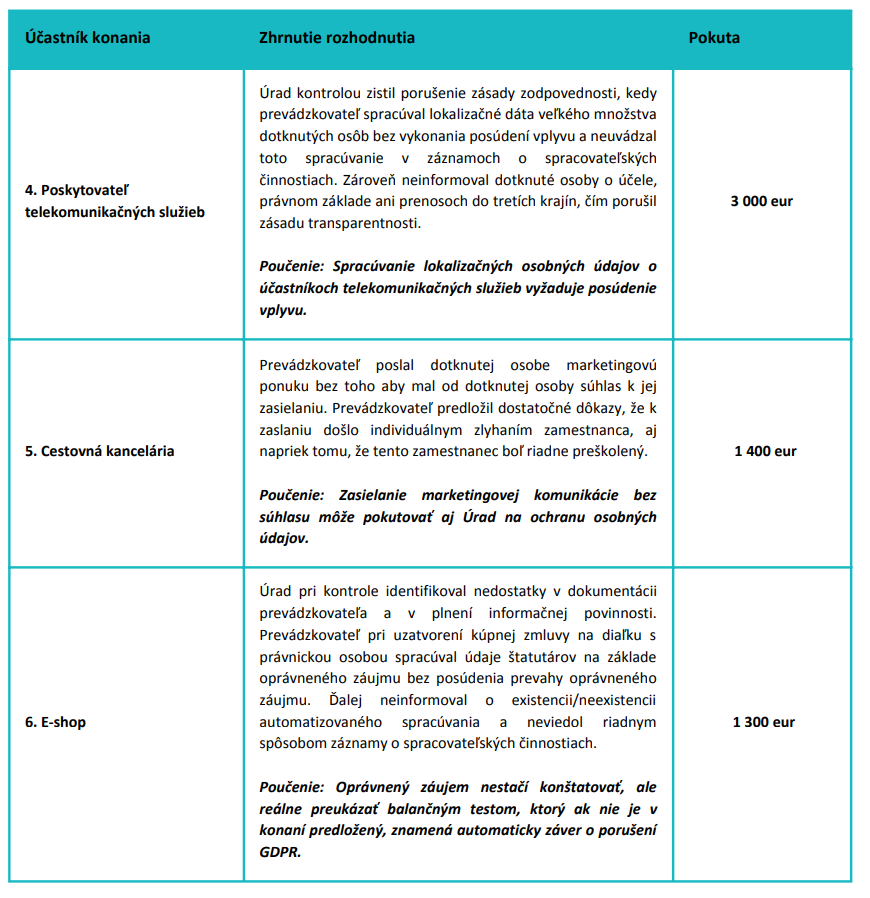 Účastník konania
Zhrnutie rozhodnutia
Pokuta
4. Poskytovateľ
telekomunikačných služieb
Úrad kontrolou zistil porušenie zásady zodpovednosti, kedy
prevádzkovateľ spracúval lokalizačné dáta veľkého množstva
dotknutých osôb bez vykonania posúdení vplyvu a neuvádzal
toto spracúvanie v záznamoch o spracovateľských
činnostiach. Zároveň neinformoval dotknuté osoby o účele,
právnom základe ani prenosoch do tretích krajín, čím porušil
zásadu transparentnosti.
Poučenie: Spracúvanie lokalizačných osobných údajov o
účastníkoch telekomunikačných služieb vyžaduje posúdenie
vplyvu.
3 000 eur
5. Cestovná kancelária
Prevádzkovateľ poslal dotknutej osobe marketingovú
ponuku bez toho aby mal od dotknutej osoby súhlas k jej
zasielaniu. Prevádzkovateľ predložil dostatočné dôkazy, že k
zaslaniu došlo individuálnym zlyhaním zamestnanca, aj
napriek tomu, že tento zamestnanec boľ riadne preškolený.
Poučenie: Zasielanie marketingovej komunikácie bez
súhlasu môže pokutovať aj Úrad na ochranu osobných
údajov.
1 400 eur
6. E-shop
Úrad pri kontrole identifikoval nedostatky v dokumentácii
prevádzkovateľa a v plnení informačnej povinnosti.
Prevádzkovateľ pri uzatvorení kúpnej zmluvy na diaľku s
právnickou osobou spracúval údaje štatutárov na základe
oprávneného záujmu bez posúdenia prevahy oprávneného
záujmu. Ďalej neinformoval o existencii/neexistencii
automatizovaného spracúvania a neviedol riadnym
spôsobom záznamy o spracovateľských činnostiach.
Poučenie: Oprávnený záujem nestačí konštatovať, ale
reálne preukázať balančným testom, ktorý ak nie je v
konaní predložený, znamená automaticky záver o porušení
GDPR.
1 300 eur